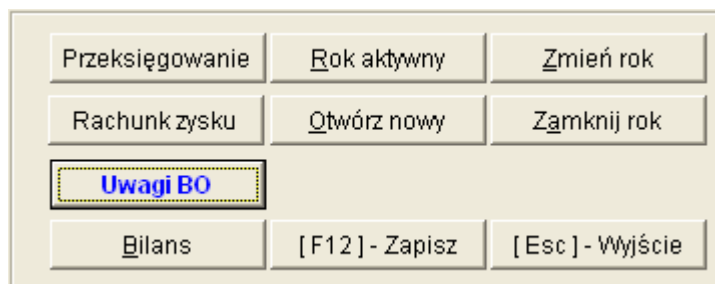 Przeksięgowanie Rok aktywny Zmień rok
Rachunk zysku Otwórz nowy Zamknij rok
Uwagi BO
Bilans [ F12 ] - Zapisz [ Esc ] - Wyjście